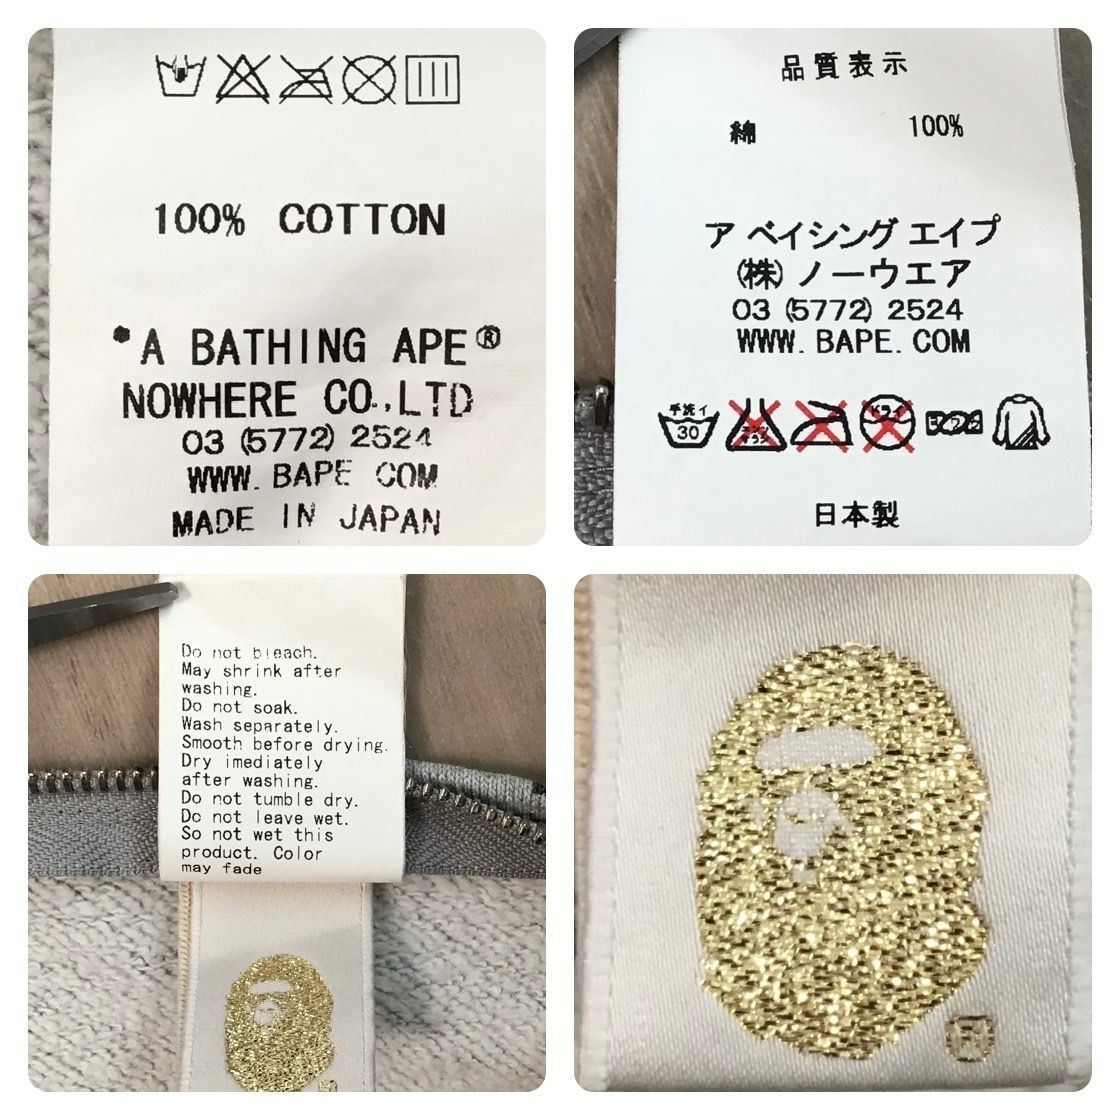 100% COTTON
*A BATHING APE®
NOWHERE CO.,LTD
03 (5772) 2524
WWW. BAPE COM
MADE IN JAPAN
品質表示
綿 100%
ア ベイシング エイプ
(株) ノーウエア
03 (5772) 2524
WWW. BAPE. COM
手洗イ
30
ドライ
日本製
Do not bleach.
May shrink after
washing.
Do not soak.
Wash separately.
Smooth before drying.
Dry imediately
after washing.
Do not tumble dry.
Do not leave wet.
So not wet this
product. Color
may fade
R